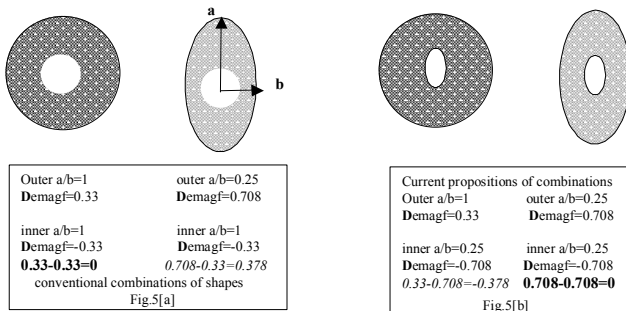 a
b
Outer a/b=1 outer a/b=0.25
Demagf=0.33 Demagf=0.708
inner a/b=1 inner a/b=1
Demagf=-0.33 Demagf=-0.33
0.33-0.33=0 0.708-0.33=0.378
conventional combinations of shapes
Fig.5[a]
Current propositions of combinations
Outer a/b=1 outer a/b=0.25
Demagf=0.33 Demagf=0.708
inner a/b=0.25 inner a/b=0.25
Demagf=-0.708 Demagf=-0.708
0.33-0.708=-0.378 0.708-0.708=0
Fig.5[b]